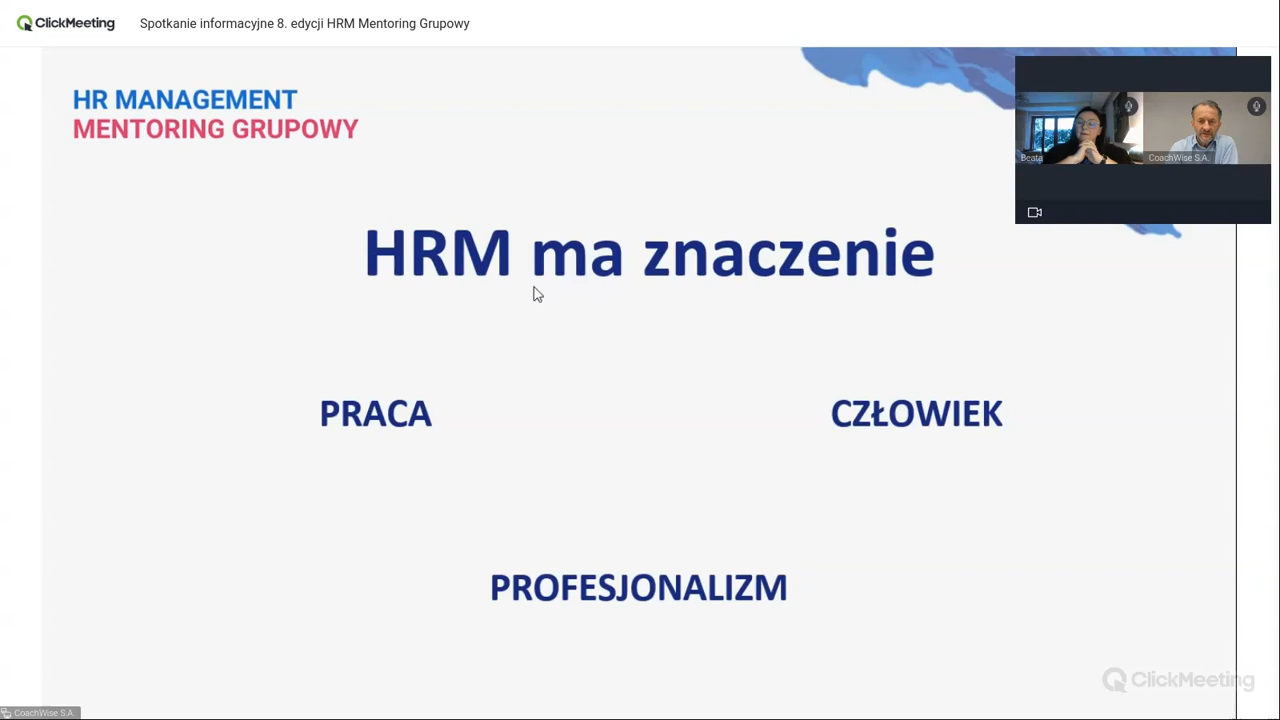 ClickMeeting
Spotkanie informacyjne 8. edycji HRM Mentoring Grupowy
HR MANAGEMENT
MENTORING GRUPOWY
Beata
CoachWise S.A.
HRM ma znaczenie
PRACA
CZŁOWIEK
PROFESJONALIZM
ClickMeeting
CoachWise S.A.